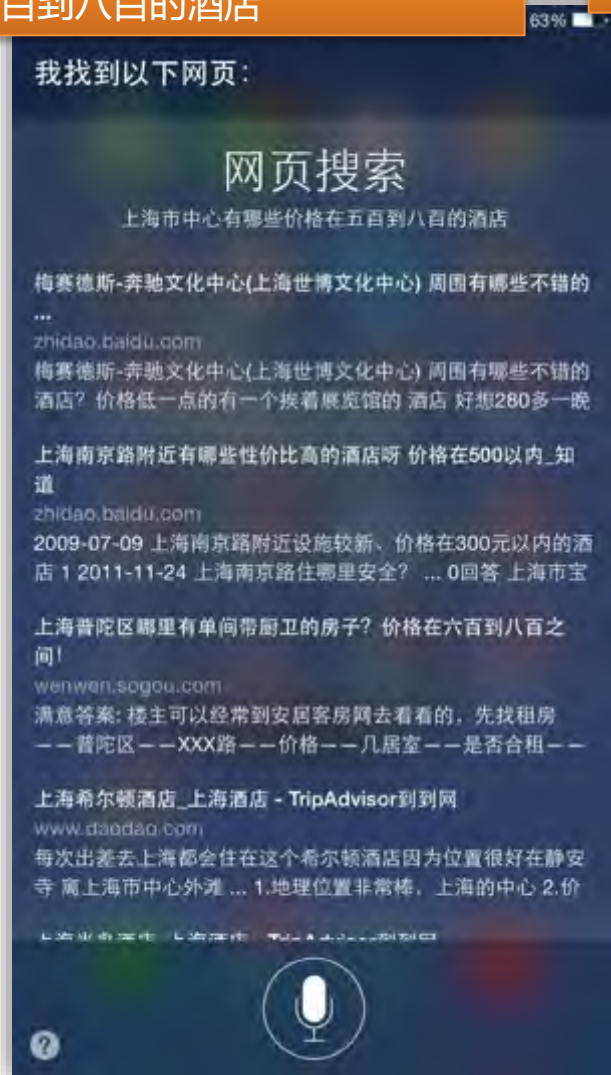 百到八百的酒店
63%
我找到以下网页:
网页搜索
上海市中心有哪些价格在五百到八百的酒店
梅赛德斯-奔驰文化中心(上海世博文化中心) 周围有哪些不错的
...
zhidao.baidu.com
梅赛德斯-奔驰文化中心(上海世博文化中心) 周围有哪些不错的
酒店? 价格低一点的有一个挨着展览馆的 酒店 好想280多一晚
上海南京路附近有哪些性价比高的酒店呀 价格在500以内_知
道
zhidao.baidu.com
2009-07-09 上海南京路附近设施较新、价格在300元以内的酒
店 1 2011-11-24 上海南京路住哪里安全? ... 0回答 上海市宝
上海普陀区哪里有单间带厨卫的房子? 价格在六百到八百之
间!
wenwen.sogou.com
满意答案: 楼主可以经常到安居客房网去看看的，先找租房
——普陀区——XXX路——价格——几居室——是否合租——
上海希尔顿酒店_上海酒店 - TripAdvisor到到网
www.daodao.com
每次出差去上海都会住在这个希尔顿酒店因为位置很好在静安
寺 离上海市中心外滩 ... 1.地理位置非常棒，上海的中心 2.价
?